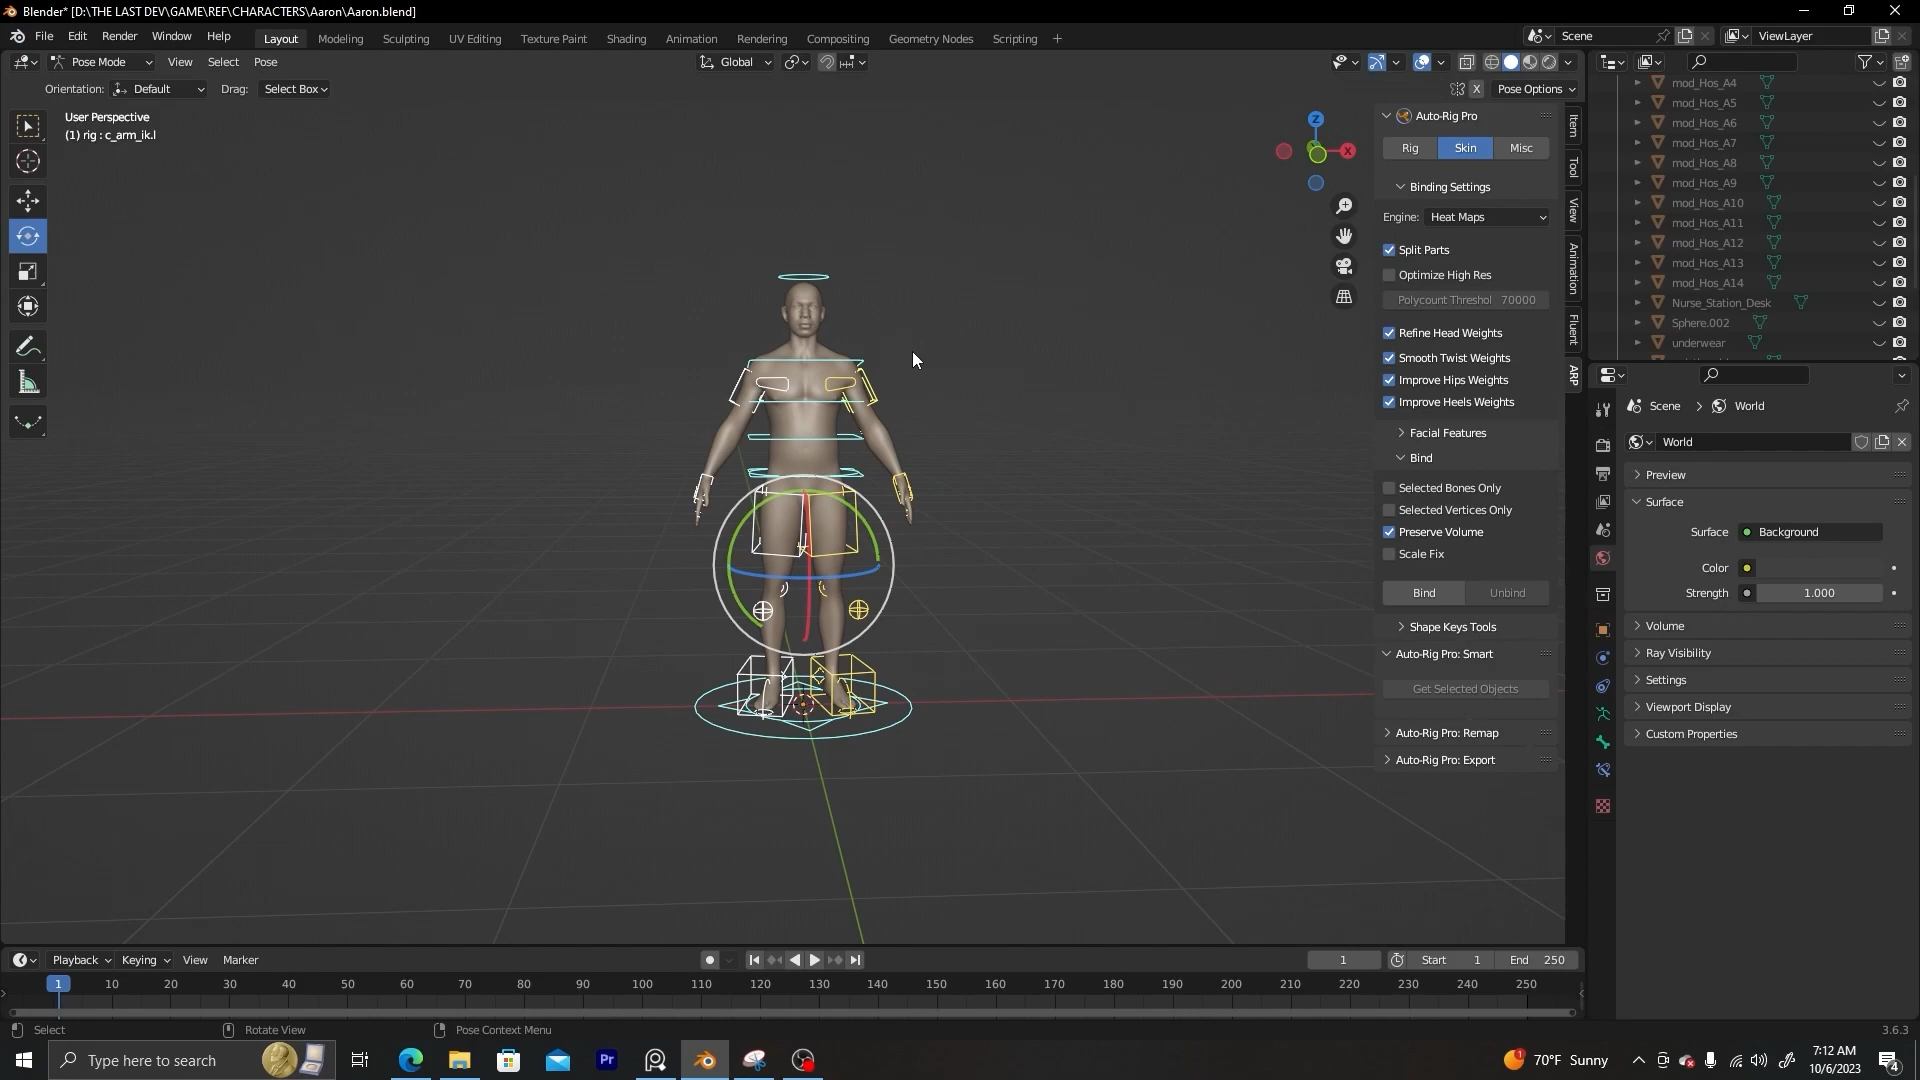 Blender* [D:\THE LAST DEV\GAME\REF\CHARACTERS\Aaron\Aaron.blend]
File Edit Render Window Help Layout Modeling Sculpting UV Editing Texture Paint Shading Animation Rendering Compositing Geometry Nodes Scripting + Scene ViewLayer
Pose Mode View Select Pose Global
Orientation: Default Drag: Select Box X Pose Options
User Perspective
(1) rig : c_arm_ik.l
Z
X
Auto-Rig Pro
Rig Skin Misc
Binding Settings
Engine: Heat Maps
Split Parts
Optimize High Res
Polycount Threshol 70000
Refine Head Weights
Smooth Twist Weights
Improve Hips Weights
Improve Heels Weights
Facial Features
Bind
Selected Bones Only
Selected Vertices Only
Preserve Volume
Scale Fix
Bind Unbind
Shape Keys Tools
Auto-Rig Pro: Smart
Get Selected Objects
Auto-Rig Pro: Remap
Auto-Rig Pro: Export
Item
Tool
View
Animation
Fluent
ARP
mod_Hos_A4
mod_Hos_A5
mod_Hos_A6
mod_Hos_A7
mod_Hos_A8
mod_Hos_A9
mod_Hos_A10
mod_Hos_A11
mod_Hos_A12
mod_Hos_A13
mod_Hos_A14
Nurse_Station_Desk
Sphere.002
underwear
Scene > World
World
Preview
Surface
Surface Background
Color
Strength 1.000
Volume
Ray Visibility
Settings
Viewport Display
Custom Properties
Playback Keying View Marker 1 Start 1 End 250
1 10 20 30 40 50 60 70 80 90 100 110 120 130 140 150 160 170 180 190 200 210 220 230 240 250
Select Rotate View Pose Context Menu 3.6.3
Type here to search Pr 1 70°F Sunny 7:12 AM
10/6/2023 4